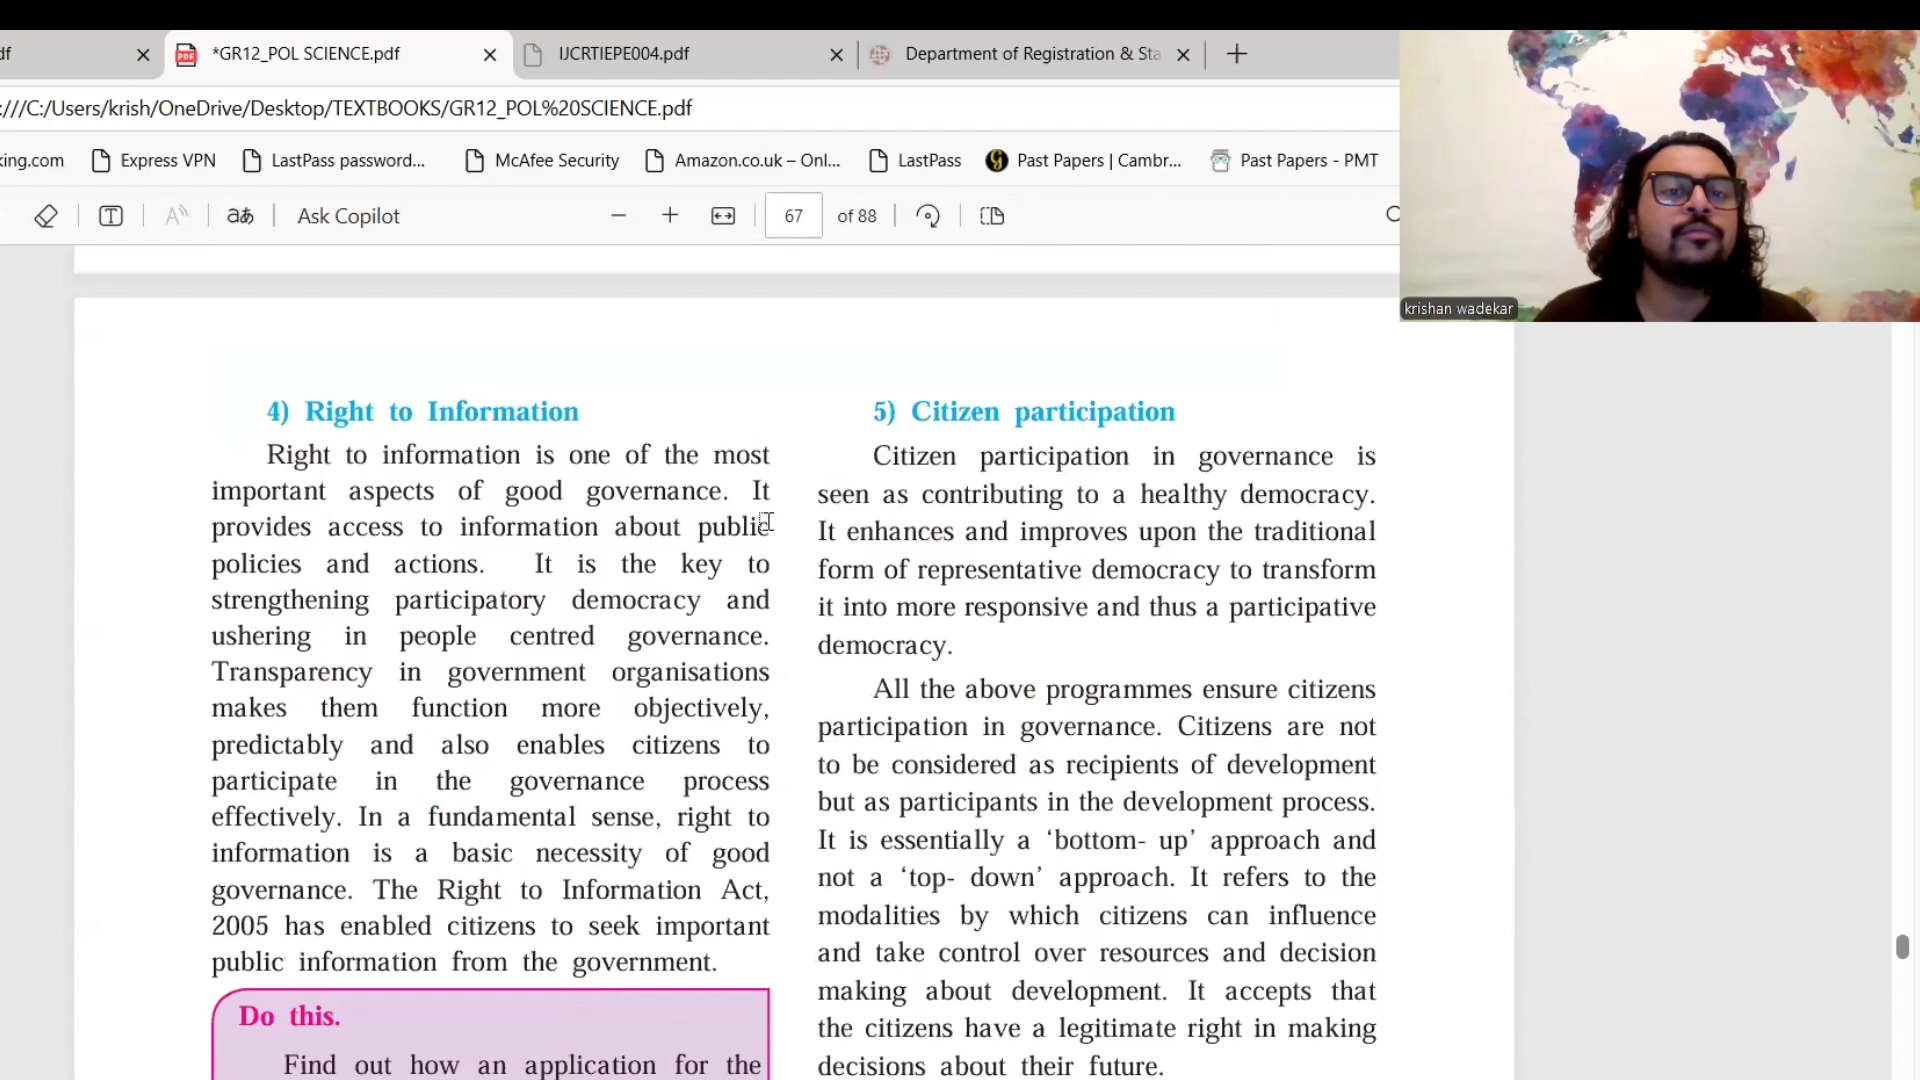 df
*GR12_POL SCIENCE.pdf
IJCRTIEPE004.pdf
Department of Registration & Sta
:///C:/Users/krish/OneDrive/Desktop/TEXTBOOKS/GR12_POL%20SCIENCE.pdf
king.com
Express VPN
LastPass password...
McAfee Security
Amazon.co.uk – Onl...
LastPass
Past Papers | Cambr...
Past Papers - PMT
aあ
Ask Copilot
67
of 88
krishan wadekar
4) Right to Information
Right to information is one of the most
important aspects of good governance. It
provides access to information about public
policies and actions. It is the key to
strengthening participatory democracy and
ushering in people centred governance.
Transparency in government organisations
makes them function more objectively,
predictably and also enables citizens to
participate in the governance process
effectively. In a fundamental sense, right to
information is a basic necessity of good
governance. The Right to Information Act,
2005 has enabled citizens to seek important
public information from the government.
Do this.
Find out how an application for the
5) Citizen participation
Citizen participation in governance is
seen as contributing to a healthy democracy.
It enhances and improves upon the traditional
form of representative democracy to transform
it into more responsive and thus a participative
democracy.
All the above programmes ensure citizens
participation in governance. Citizens are not
to be considered as recipients of development
but as participants in the development process.
It is essentially a ‘bottom- up’ approach and
not a ‘top- down’ approach. It refers to the
modalities by which citizens can influence
and take control over resources and decision
making about development. It accepts that
the citizens have a legitimate right in making
decisions about their future.